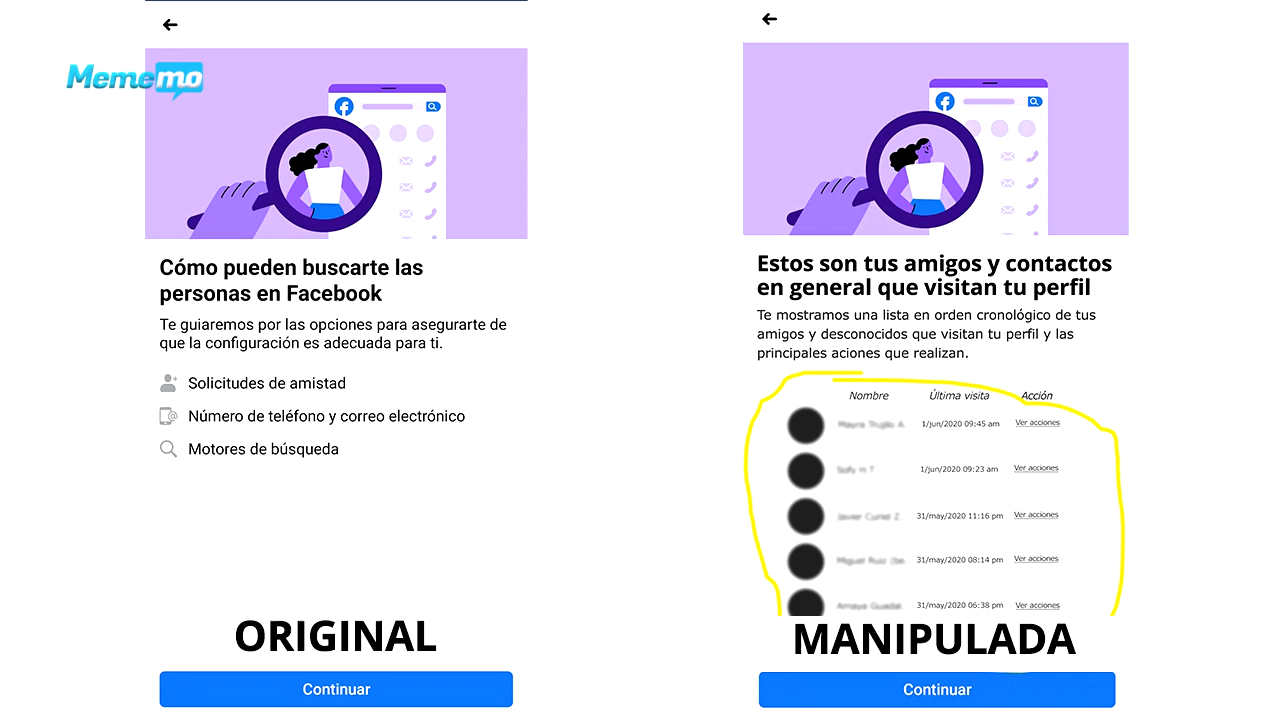 Mememo
Cómo pueden buscarte las
personas en Facebook
Te guiaremos por las opciones para asegurarte de
que la configuración es adecuada para ti.
Solicitudes de amistad
Número de teléfono y correo electrónico
Motores de búsqueda
ORIGINAL
Continuar
Estos son tus amigos y contactos
en general que visitan tu perfil
Te mostramos una lista en orden cronológico de tus
amigos y desconocidos que visitan tu perfil y las
principales aciones que realizan.
Nombre Última visita Acción
1/jun/2020 09:45 am Ver acciones
1/jun/2020 09:23 am Ver acciones
31/may/2020 11:16 pm Ver acciones
31/may/2020 08:14 pm Ver acciones
31/may/2020 06:38 pm Ver acciones
MANIPULADA
Continuar